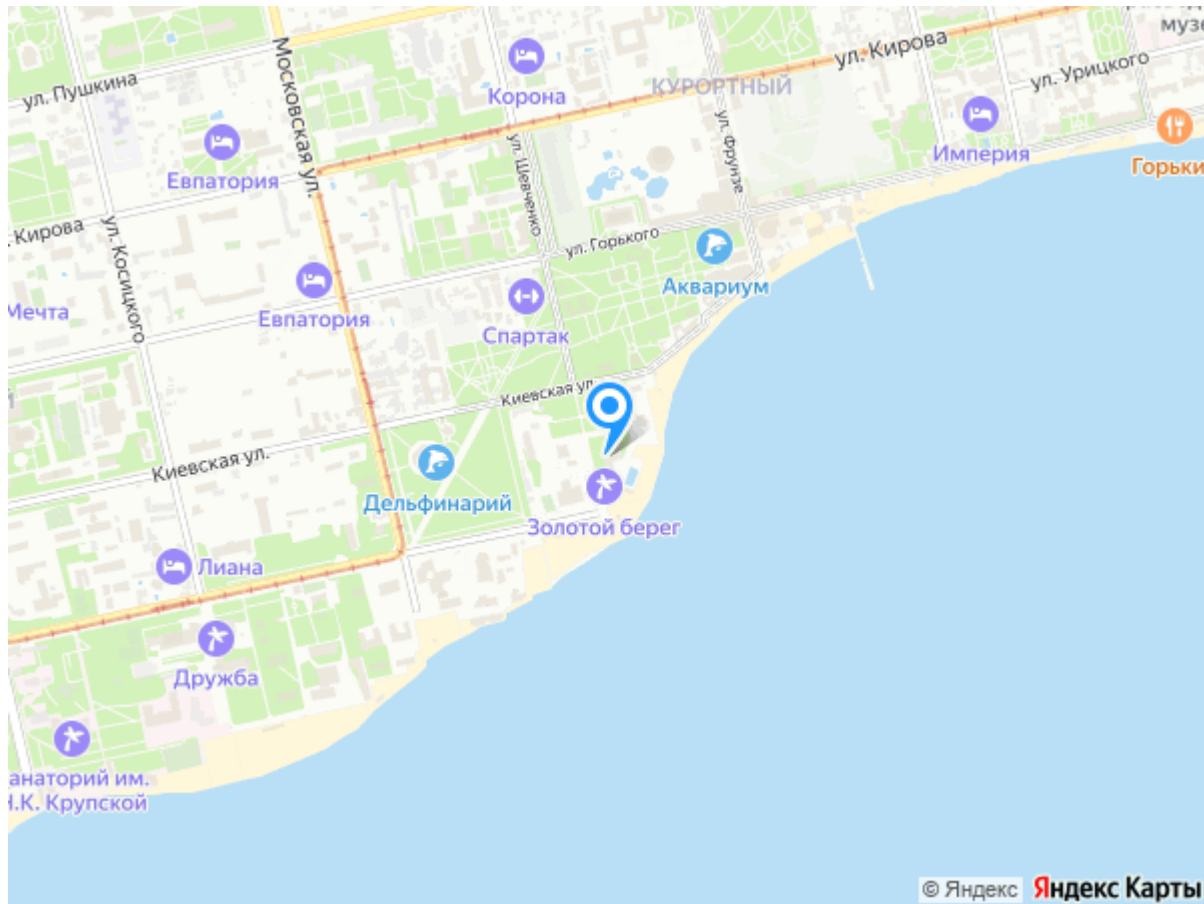 музе
ул. Кирова
ул. Пушкина
Московская ул.
Корона
КУРОРТНЫЙ
ул. Урицкого
Евпатория
ул. Шевченко
ул. Фрунзе
Империя
Горьки
. Кирова
ул. Косицкого
ул. Горького
Мечта
Евпатория
Спартак
Аквариум
Киевская ул.
Киевская ул.
Дельфинарий
Золотой берег
Лиана
Дружба
анаторий им.
Н.К. Крупской
© Яндекс Яндекс Карты